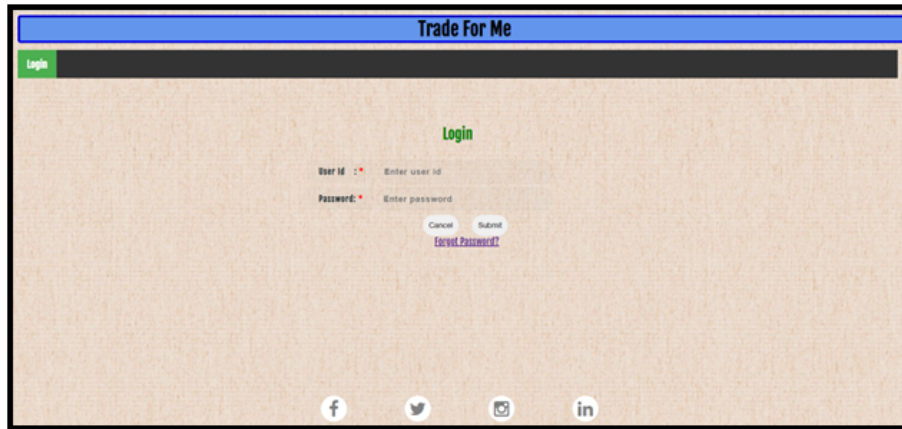 Trade For Me
Login
Login
User Id : *
Enter user id
Password: *
Enter password
Cancel
Submit
Forgot Password?